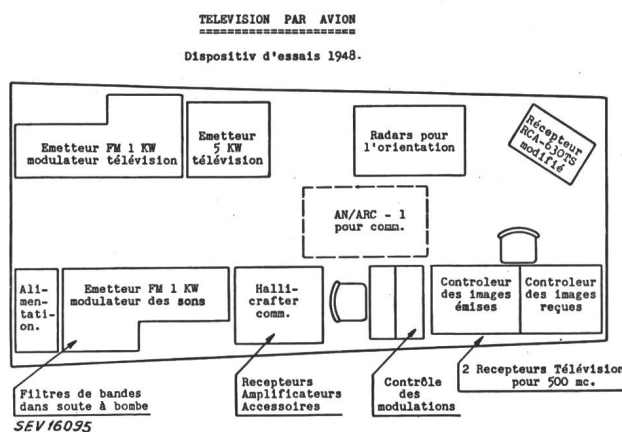 TELEVISION PAR AVION
Dispositiv d'essais 1948.
Emetteur FM 1 KW
modulateur télévision
Emetteur
5 KW
télévision
Radars pour
l'orientation
Récepteur
RCA-630TS
modifié
AN/ARC - 1
pour comm.
Ali-
men-
tati-
on.
Emetteur FM 1 KW
modulateur des sons
Halli-
crafter
comm.
Controleur
des images
émises
Controleur
des images
reçues
Filtres de bandes
dans soute à bombe
Recepteurs
Amplificateurs
Accessoires
Contrôle
des
modulations
2 Recepteurs Télévision
pour 500 mc.
SEV 16095